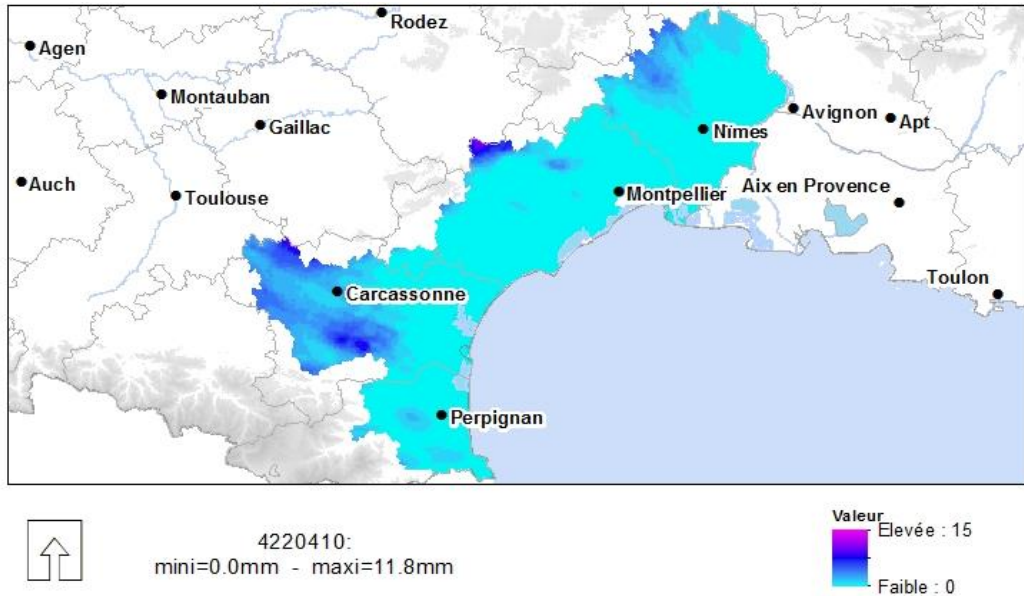 Rodez
Agen
Montauban
Gaillac
Avignon
Apt
Nîmes
Auch
Toulouse
Montpellier
Aix en Provence
Carcassonne
Toulon
Perpignan
4220410:
mini=0.0mm - maxi=11.8mm
Valeur
Elevée : 15
Faible : 0